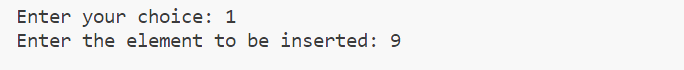 Enter your choice: 1
Enter the element to be inserted: 9